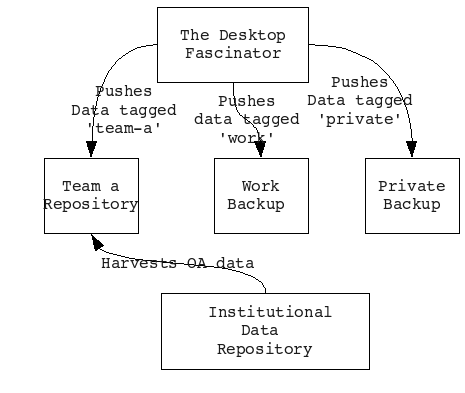 The Desktop
Fascinator
Pushes
Data tagged
'team-a'
Pushes
data tagged
'work'
Pushes
Data tagged
'private'
Team a
Repository
Work
Backup
Private
Backup
Harvests OA data
Institutional
Data
Repository